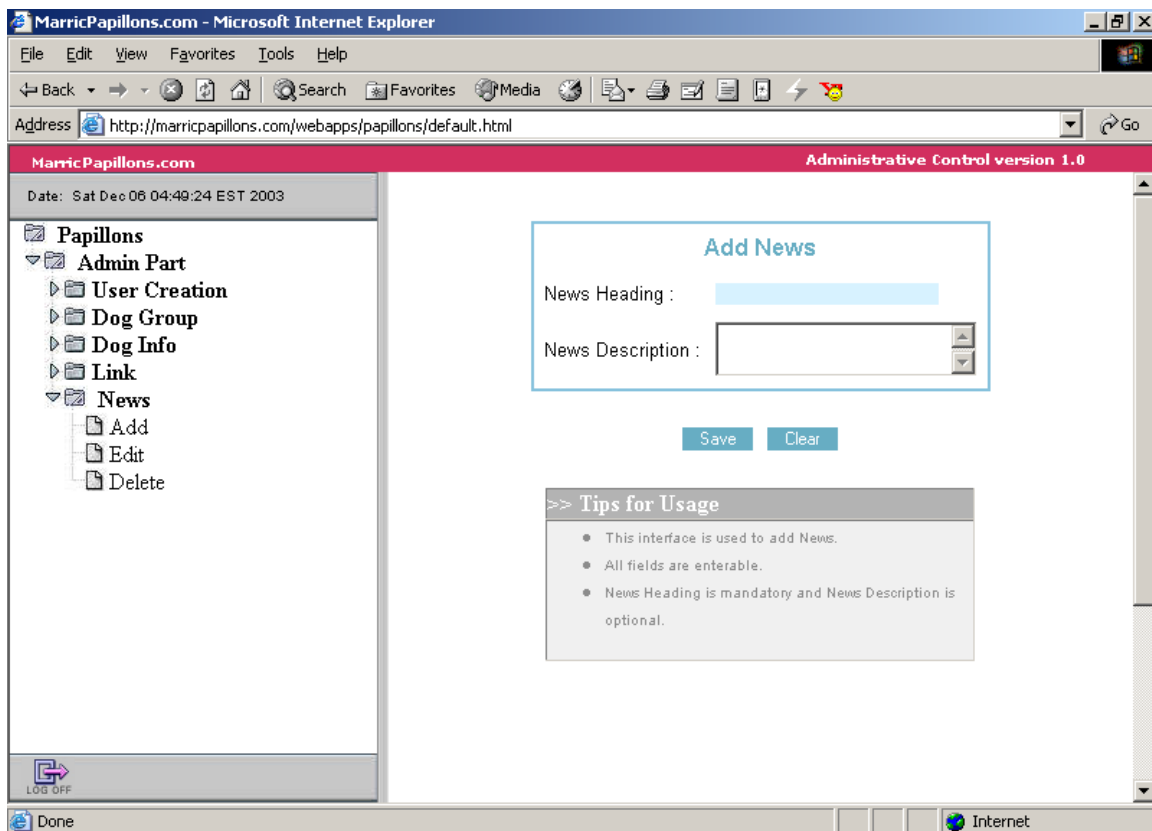 MarricPapillons.com - Microsoft Internet Explorer
File Edit View Favorites Tools Help
Back Search Favorites Media
Address http://marricpapillons.com/webapps/papillons/default.html Go
MarricPapillons.com Administrative Control version 1.0
Date: Sat Dec 06 04:49:24 EST 2003
Papillons
Admin Part
User Creation
Dog Group
Dog Info
Link
News
Add
Edit
Delete
LOG OFF
Add News
News Heading :
News Description :
Save Clear
>> Tips for Usage
This interface is used to add News.
All fields are enterable.
News Heading is mandatory and News Description is
optional.
Done Internet